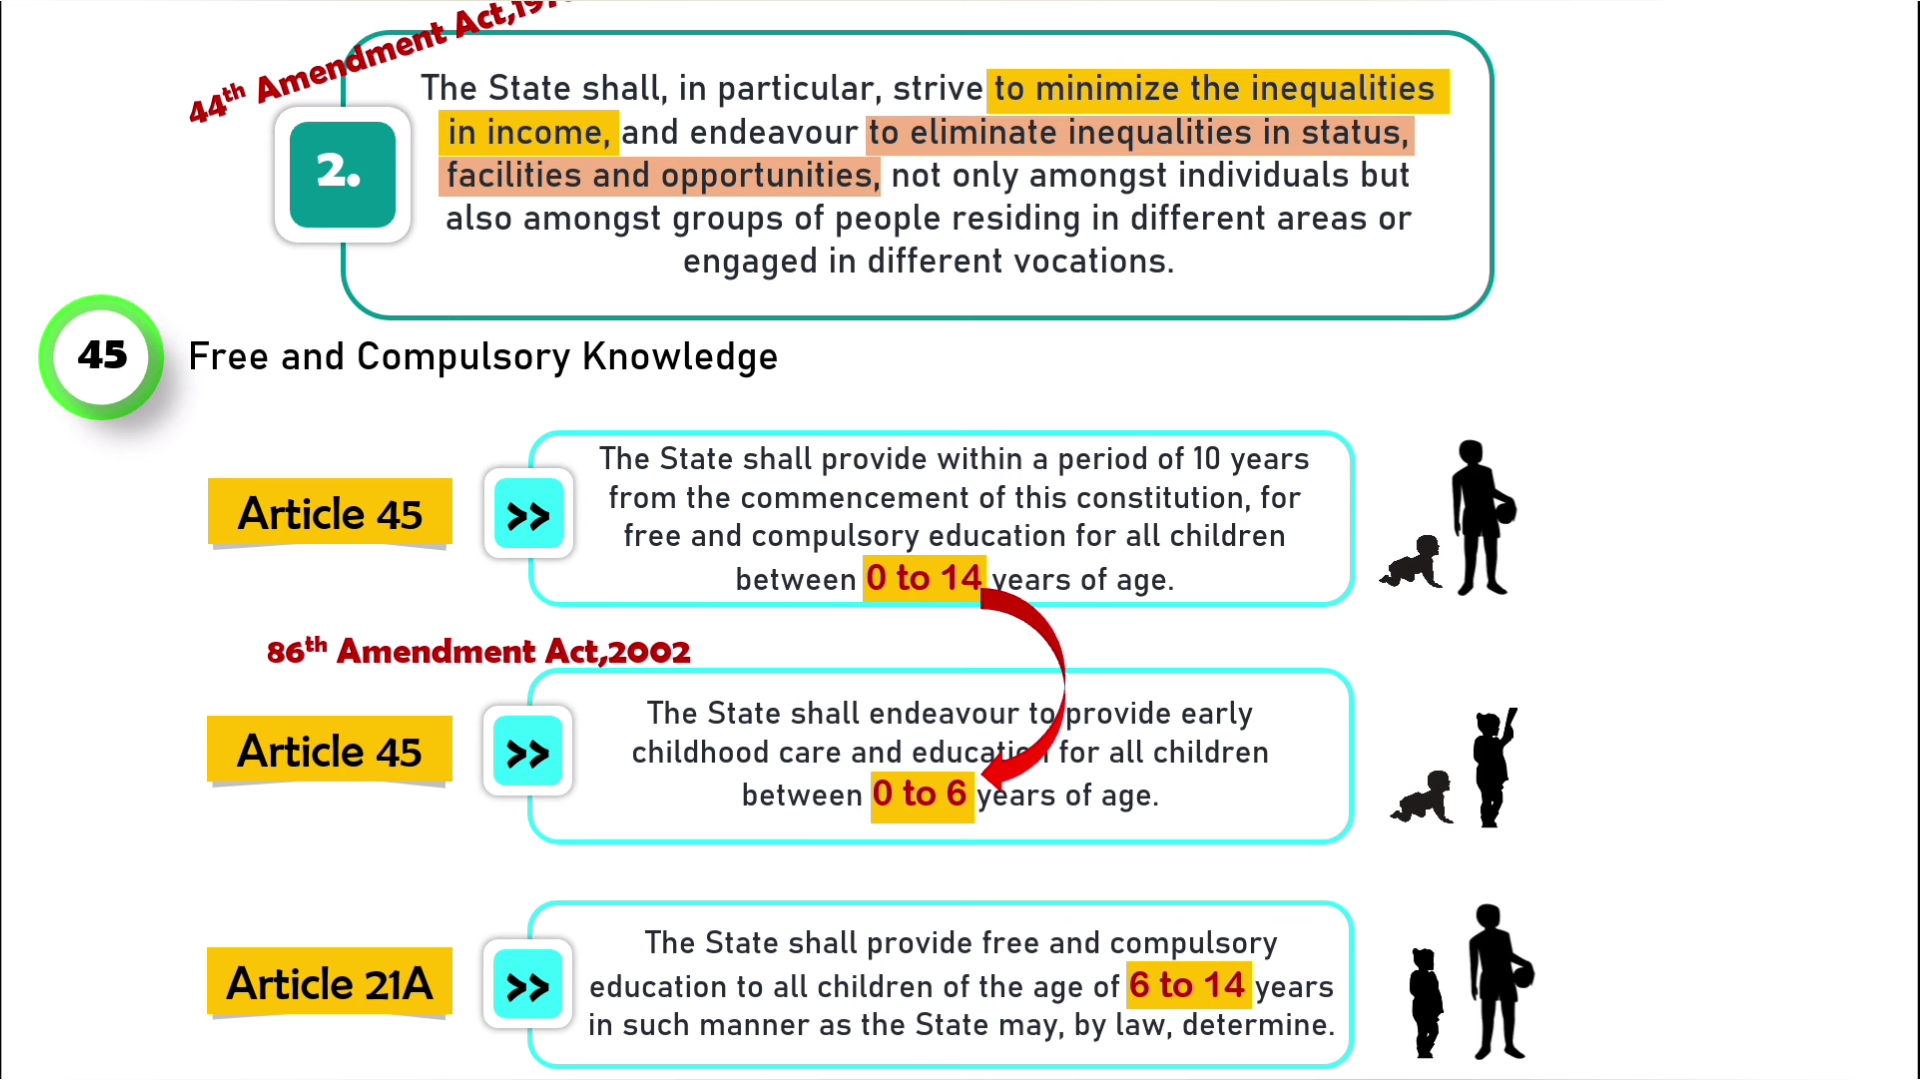 44th Amendment Act,197
The State shall, in particular, strive to minimize the inequalities
in income, and endeavour to eliminate inequalities in status,
facilities and opportunities, not only amongst individuals but
also amongst groups of people residing in different areas or
engaged in different vocations.
2.
45
Free and Compulsory Knowledge
Article 45
>>
The State shall provide within a period of 10 years
from the commencement of this constitution, for
free and compulsory education for all children
between 0 to 14 years of age.
86th Amendment Act,2002
Article 45
>>
The State shall endeavour to provide early
childhood care and education for all children
between 0 to 6 years of age.
Article 21A
>>
The State shall provide free and compulsory
education to all children of the age of 6 to 14 years
in such manner as the State may, by law, determine.